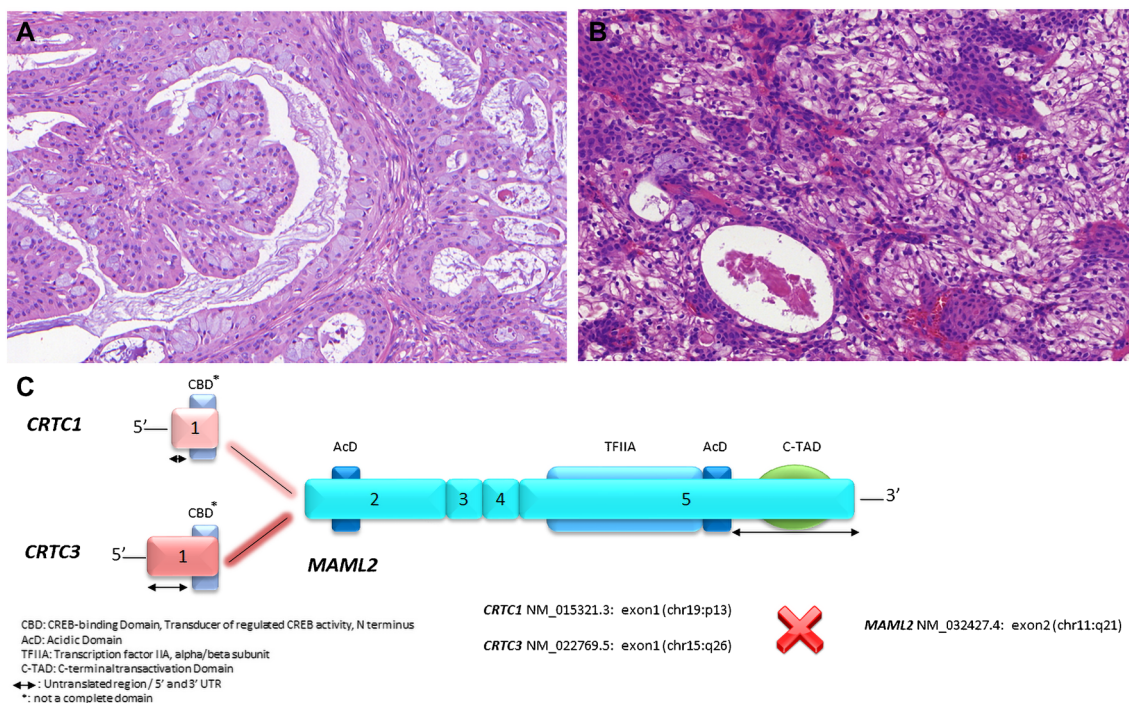 A
B
C
CBD*
CRTC1
5’
1
AcD
TFIIA
AcD
C-TAD
2
3
4
5
3’
CBD*
CRTC3
5’
1
MAML2
CBD: CREB-binding Domain, Transducer of regulated CREB activity, N terminus
AcD: Acidic Domain
TFIIA: Transcription factor IIA, alpha/beta subunit
C-TAD: C-terminal transactivation Domain
: Untranslated region / 5’ and 3’ UTR
*: not a complete domain
CRTC1 NM_015321.3: exon1 (chr19:p13)
CRTC3 NM_022769.5: exon1 (chr15:q26)
MAML2 NM_032427.4: exon2 (chr11:q21)